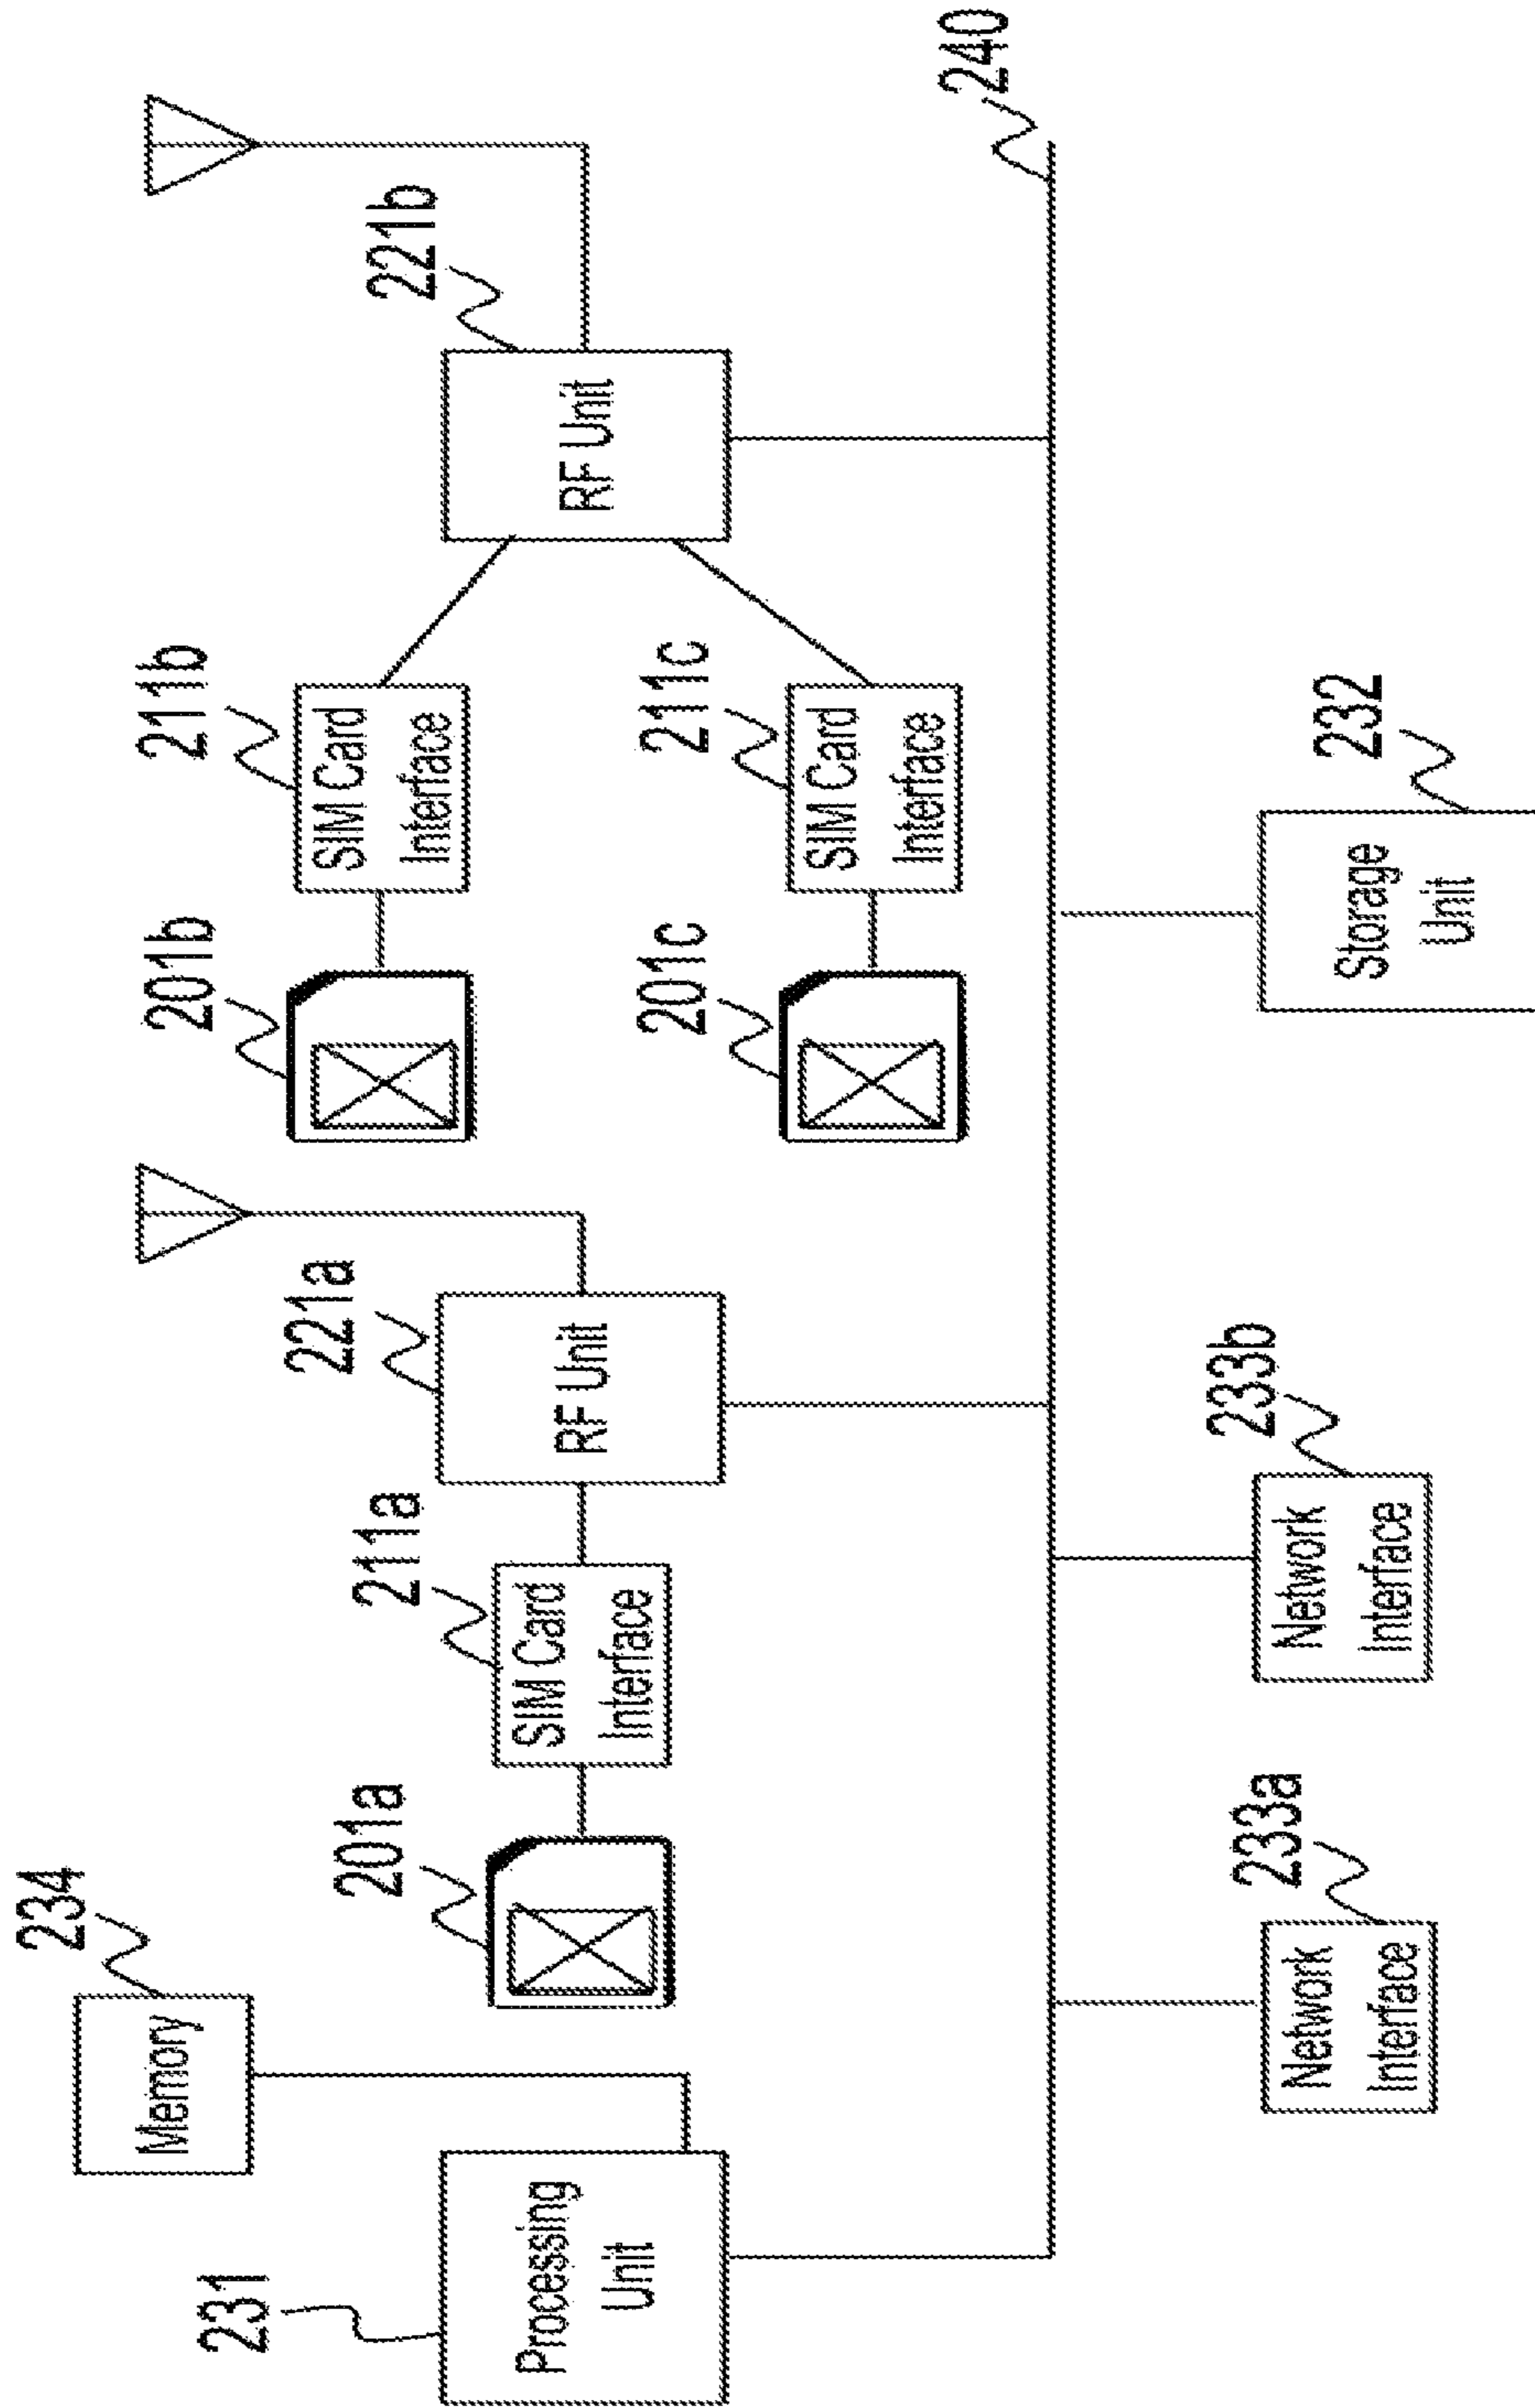 234
Memory
231
Processing
Unit
201a
211a
SIM Card
Interface
221a
RF Unit
201b
211b
SIM Card
Interface
201c
211c
SIM Card
Interface
221b
RF Unit
240
233a
Network
Interface
233b
Network
Interface
232
Storage
Unit